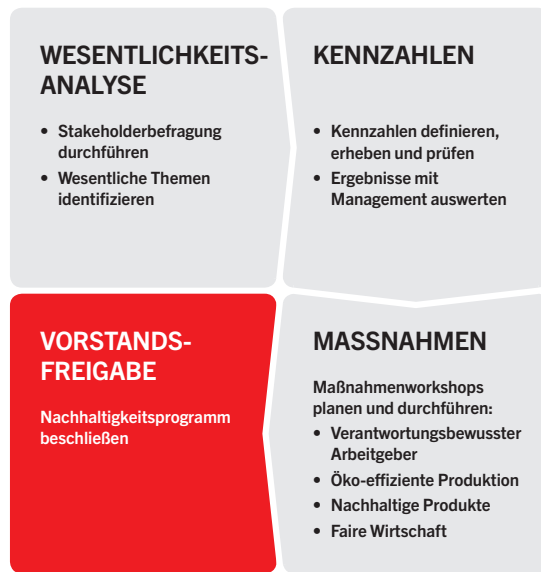 WESENTLICHKEITS-
ANALYSE
• Stakeholderbefragung
durchführen
• Wesentliche Themen
identifizieren
KENNZAHLEN
• Kennzahlen definieren,
erheben und prüfen
• Ergebnisse mit
Management auswerten
VORSTANDS-
FREIGABE
Nachhaltigkeitsprogramm
beschließen
MASSNAHMEN
Maßnahmenworkshops
planen und durchführen:
• Verantwortungsbewusster
Arbeitgeber
• Öko-effiziente Produktion
• Nachhaltige Produkte
• Faire Wirtschaft